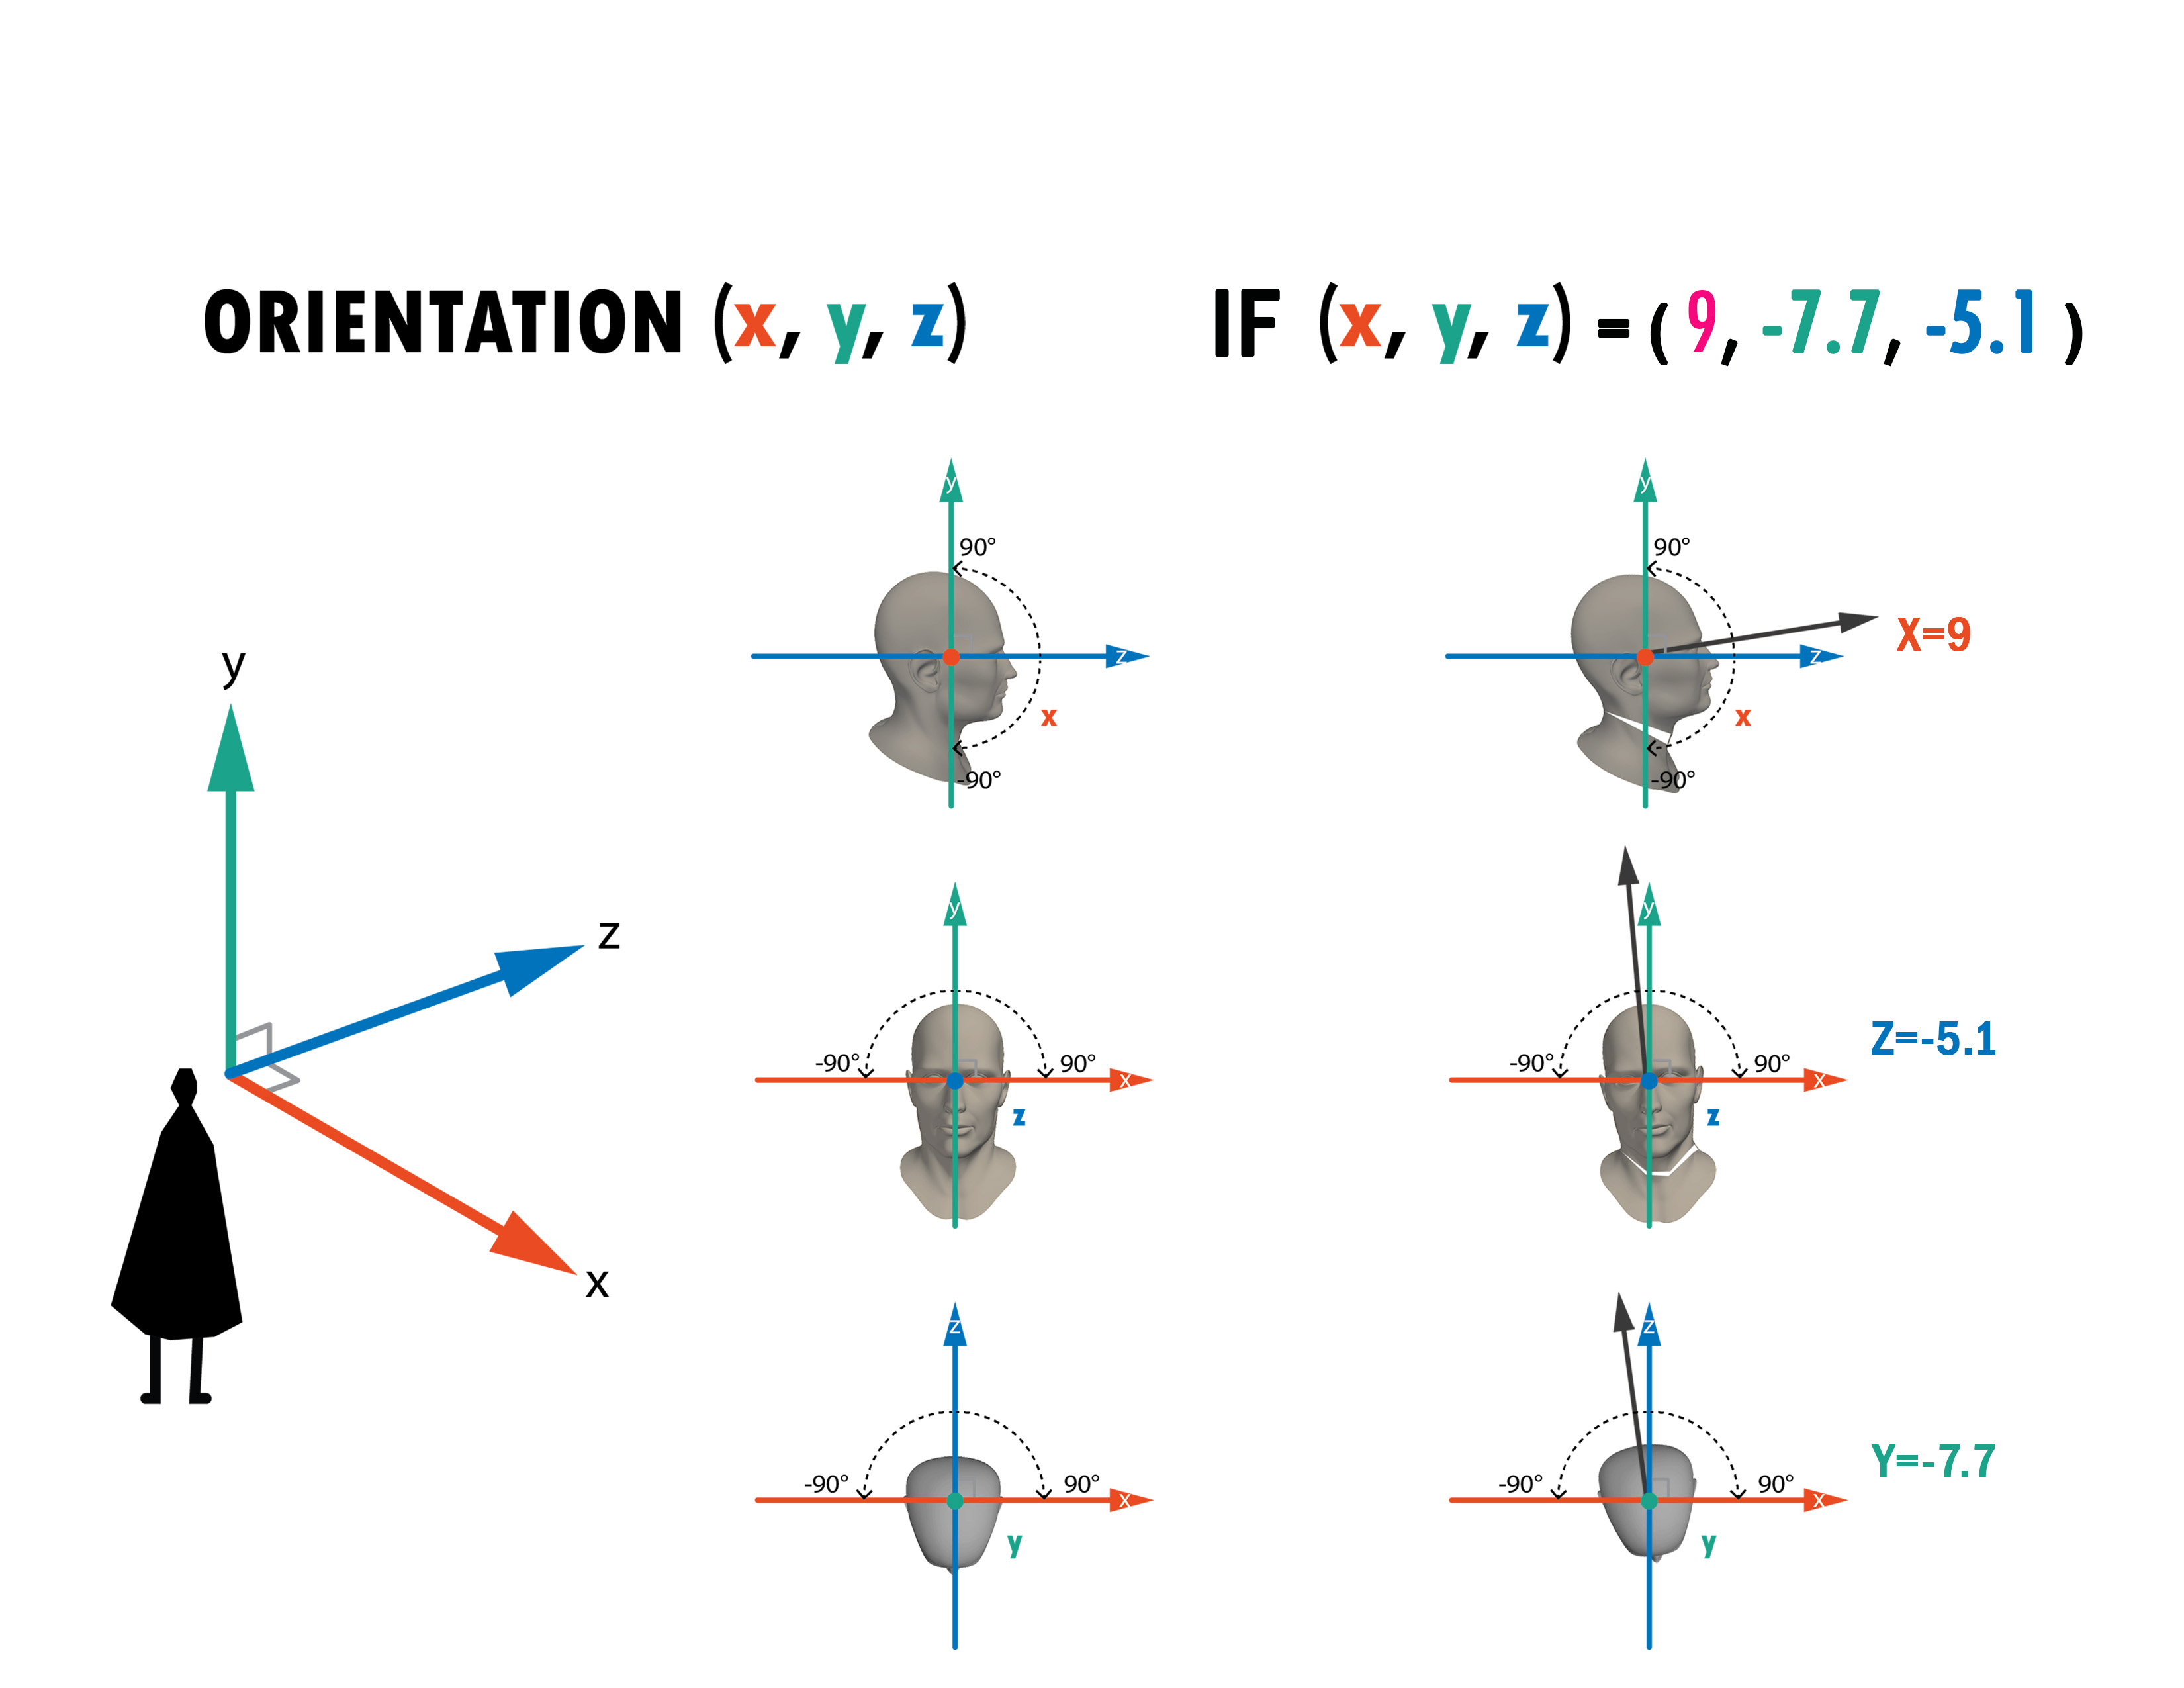 ORIENTATION (x, y, z)
IF (x, y, z) = ( 9, -7.7, -5.1 )
y
z
x
y
90°
z
x
-90°
y
90°
z
X=9
x
-90°
y
-90°
90°
x
z
y
-90°
90°
x
z
Z=-5.1
z
-90°
90°
x
y
z
-90°
90°
x
y
Y=-7.7